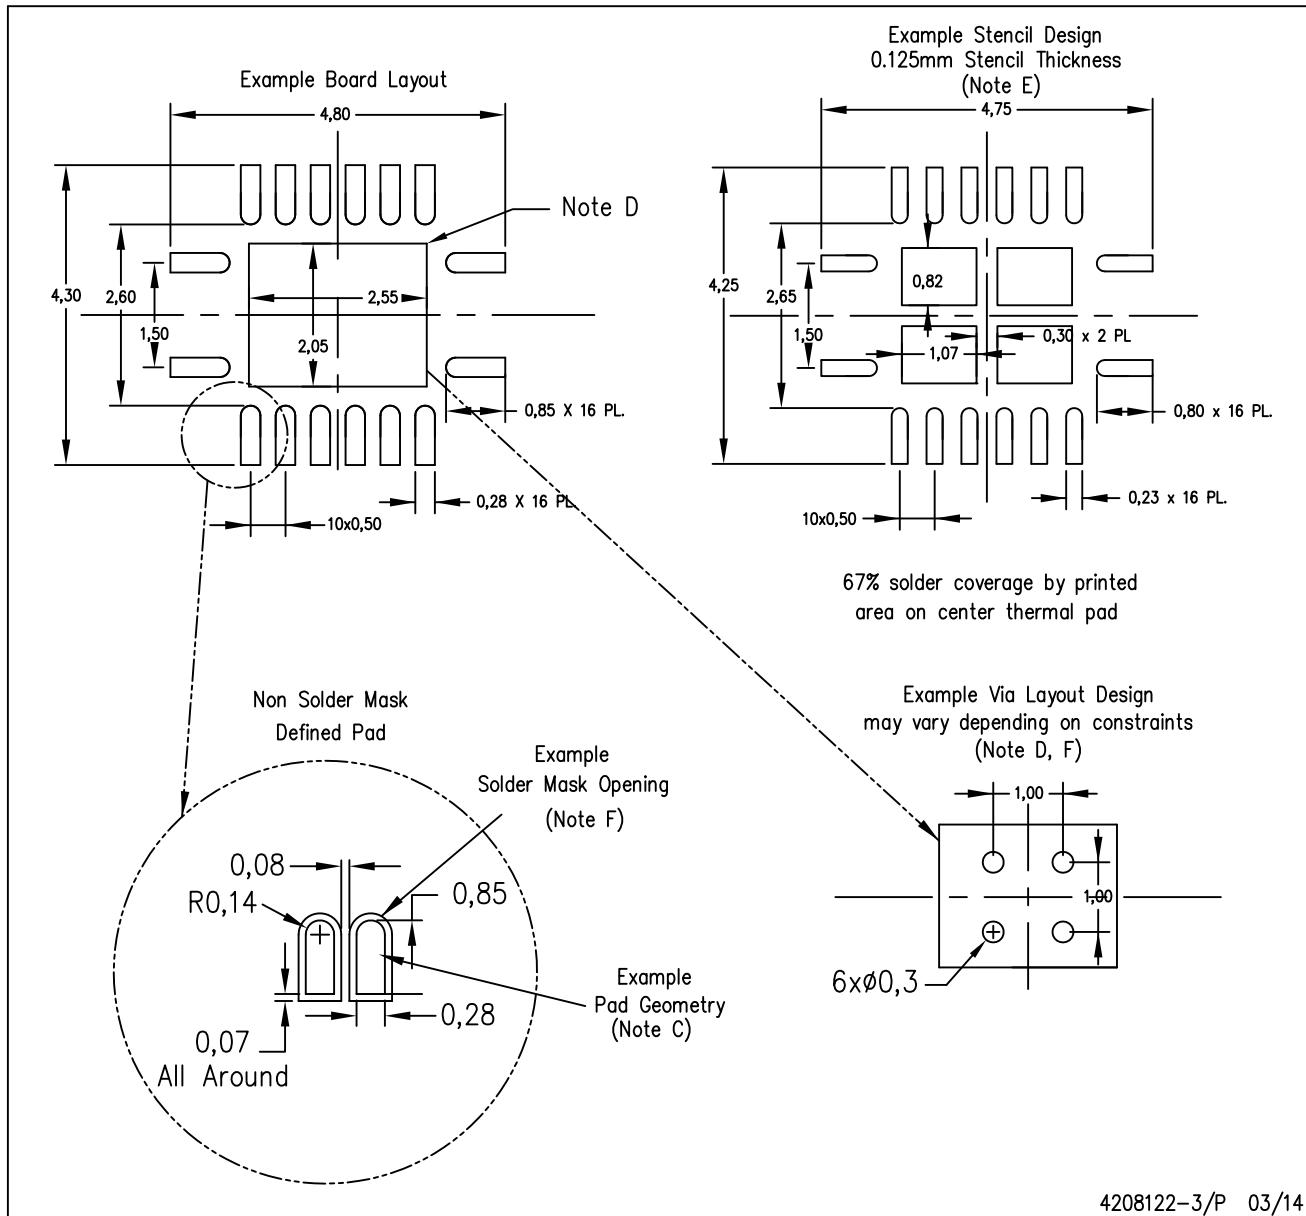 Example Board Layout
4,80
Note D
4,30
2,60
1,50
2,55
2,05
0,85 X 16 PL.
0,28 X 16 PL.
10x0,50
Example Stencil Design
0.125mm Stencil Thickness
(Note E)
4,75
4,25
2,65
1,50
0,82
0,30 x 2 PL
1,07
0,80 x 16 PL.
0,23 x 16 PL.
10x0,50
67% solder coverage by printed
area on center thermal pad
Non Solder Mask
Defined Pad
Example
Solder Mask Opening
(Note F)
0,08
R0,14
0,85
Example
Pad Geometry
(Note C)
0,28
0,07
All Around
Example Via Layout Design
may vary depending on constraints
(Note D, F)
1,00
1,00
6xø0,3
4208122-3/P 03/14